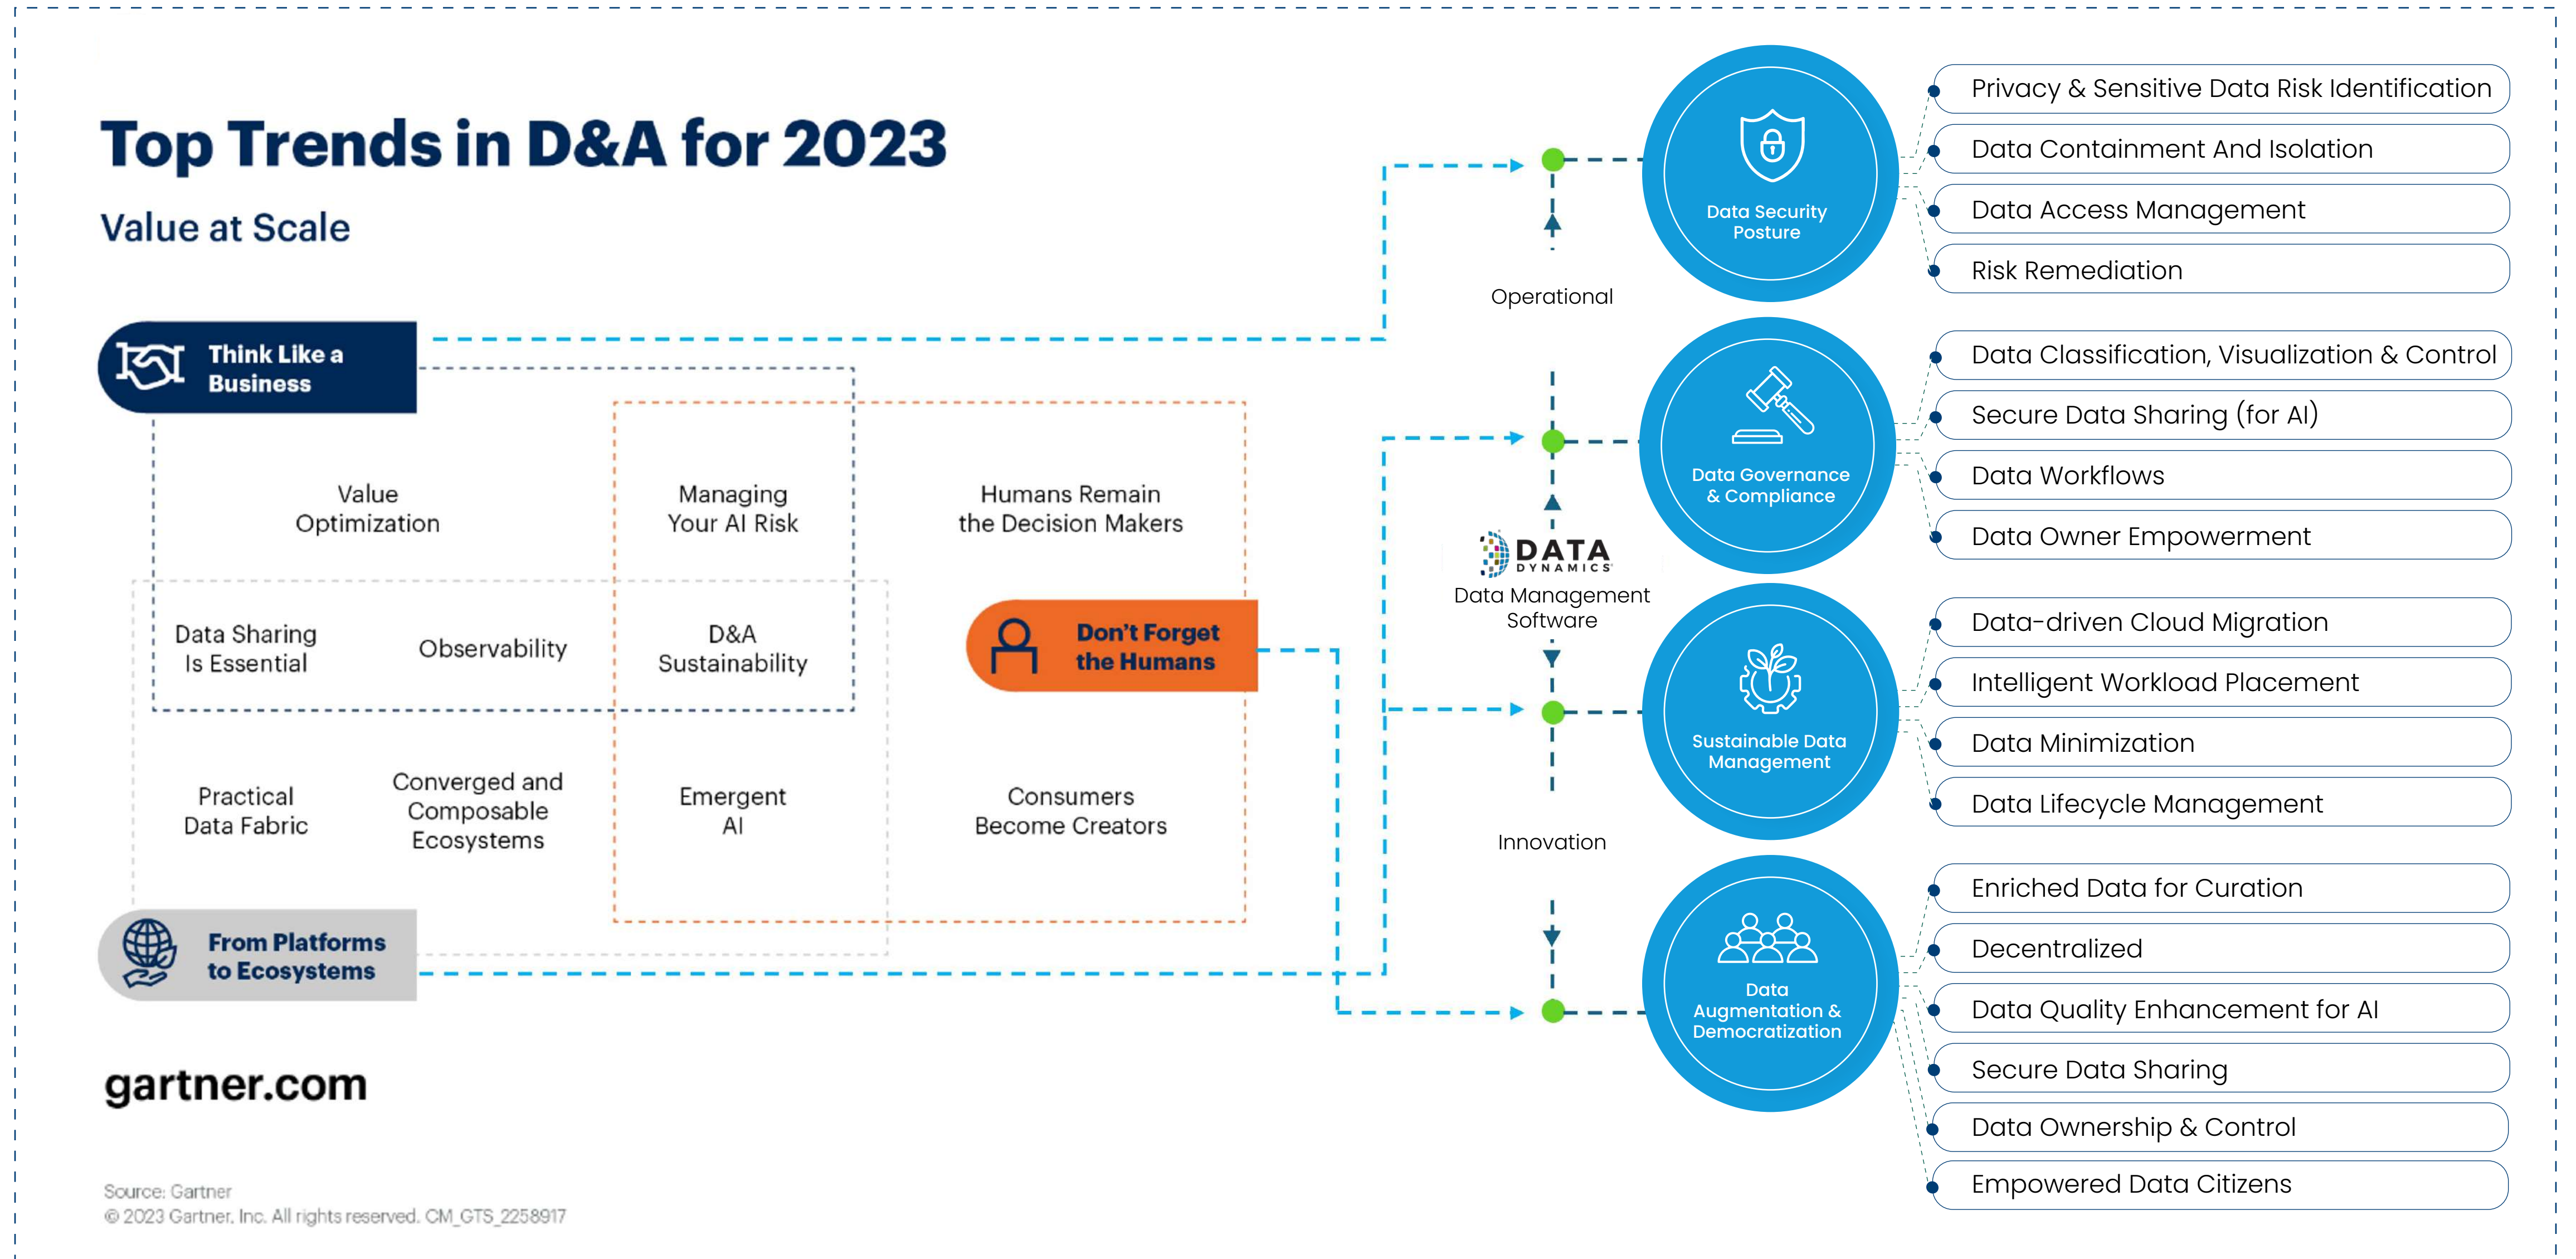 Top Trends in D&A for 2023
Value at Scale
Think Like a
Business
Value
Optimization
Managing
Your AI Risk
Humans Remain
the Decision Makers
Data Sharing
Is Essential
Observability
D&A
Sustainability
Don't Forget
the Humans
Practical
Data Fabric
Converged and
Composable
Ecosystems
Emergent
AI
Consumers
Become Creators
From Platforms
to Ecosystems
gartner.com
Source: Gartner
© 2023 Gartner, Inc. All rights reserved. CM_GTS_2258917
Operational
DATA
DYNAMICS
Data Management
Software
Innovation
Data Security
Posture
Privacy & Sensitive Data Risk Identification
Data Containment And Isolation
Data Access Management
Risk Remediation
Data Governance
& Compliance
Data Classification, Visualization & Control
Secure Data Sharing (for AI)
Data Workflows
Data Owner Empowerment
Sustainable Data
Management
Data-driven Cloud Migration
Intelligent Workload Placement
Data Minimization
Data Lifecycle Management
Data
Augmentation &
Democratization
Enriched Data for Curation
Decentralized
Data Quality Enhancement for AI
Secure Data Sharing
Data Ownership & Control
Empowered Data Citizens